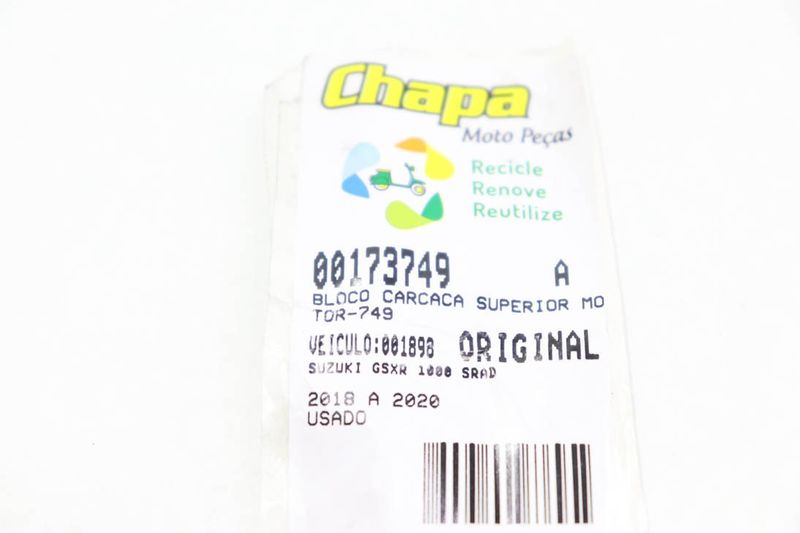 Chapa
Moto Peças
Recicle
Renove
Reutilize
00173749 A
BLOCO CARCACA SUPERIOR MO
TOR-749
VEICULO:001898 ORIGINAL
SUZUKI GSXR 1000 SRAD
2018 A 2020
USADO